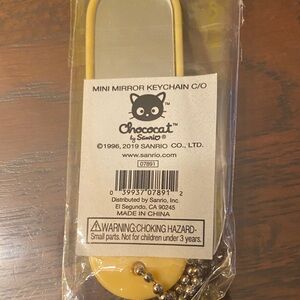 MINI MIRROR KEYCHAIN C/O
Chococat™
by Sanrio®
©1996, 2019 SANRIO CO., LTD.
www.sanrio.com
07891
0 39937 07891 2
Distributed by Sanrio, Inc.
El Segundo, CA 90245
MADE IN CHINA
⚠WARNING:CHOKING HAZARD-
Small parts. Not for children under 3 years.